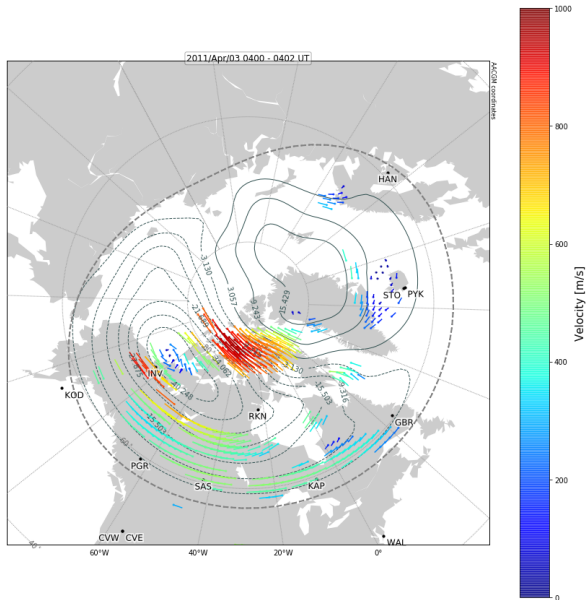 2011/Apr/03 0400 - 0402 UT
AACGM coordinates
1000
800
600
400
200
0
Velocity [m/s]
HAN
STO PYK
INV
KOD
RKN
GBR
PGR
SAS
KAP
CVW CVE
WAL
-3.130
3.057
-9.243
15.429
-3.130
-15.503
-40.248
-15.503
60°W
40°W
20°W
0°